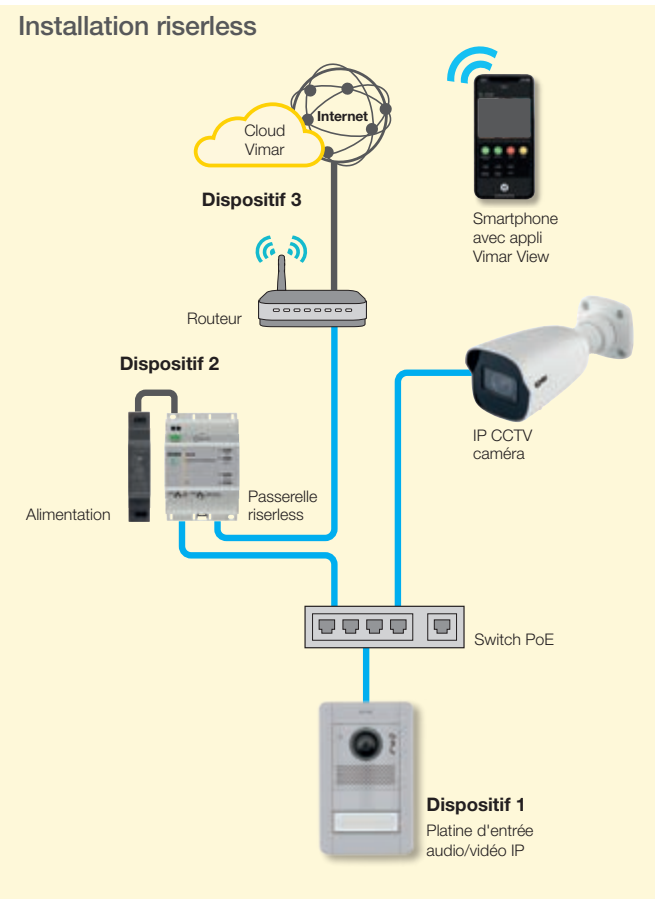 Installation riserless
Internet
Cloud
Vimar
Dispositif 3
Smartphone
avec appli
Vimar View
Routeur
Dispositif 2
IP CCTV
caméra
Alimentation
Passerelle
riserless
Switch PoE
Dispositif 1
Platine d'entrée
audio/vidéo IP